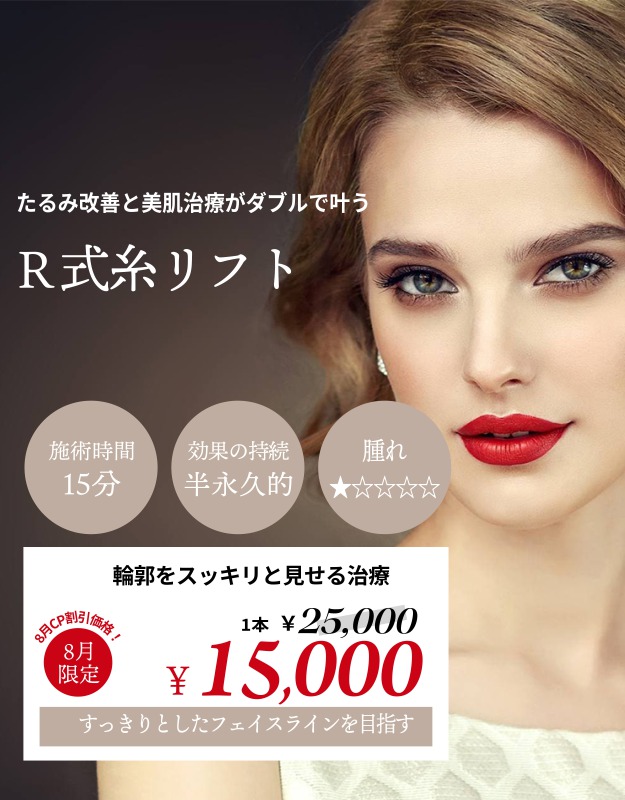 たるみ改善と美肌治療がダブルで叶う
R式糸リフト
施術時間
15分
効果の持続
半永久的
腫れ
★☆☆☆☆
輪郭をスッキリと見せる治療
8月CP割引価格！
8月
限定
1本 ¥25,000
¥15,000
すっきりとしたフェイスラインを目指す